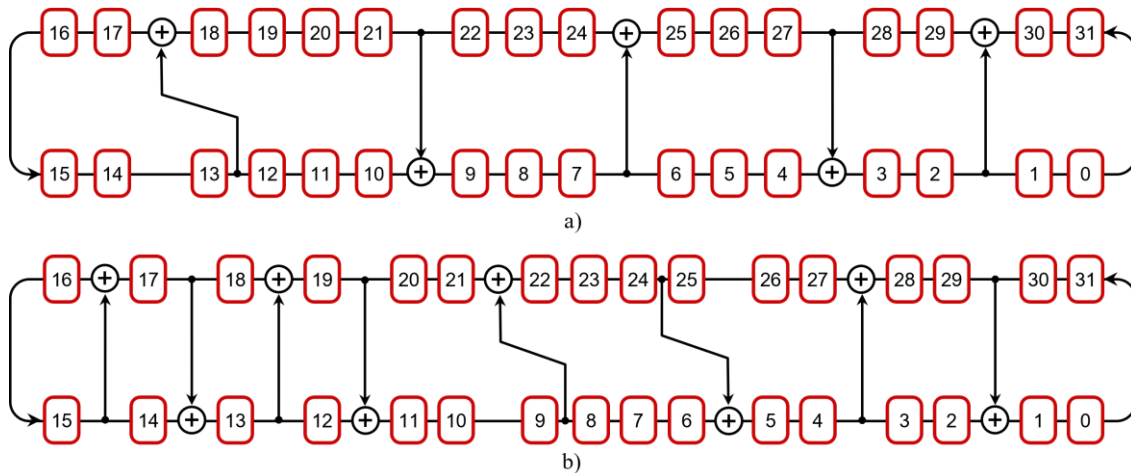 16 17 + 18 19 20 21 22 23 24 + 25 26 27 28 29 + 30 31
15 14 13 12 11 10 + 9 8 7 6 5 4 + 3 2 1 0
a)
16 + 17 18 + 19 20 21 + 22 23 24 25 26 27 + 28 29 30 31
15 14 + 13 12 + 11 10 9 8 7 6 + 5 4 3 2 + 1 0
b)